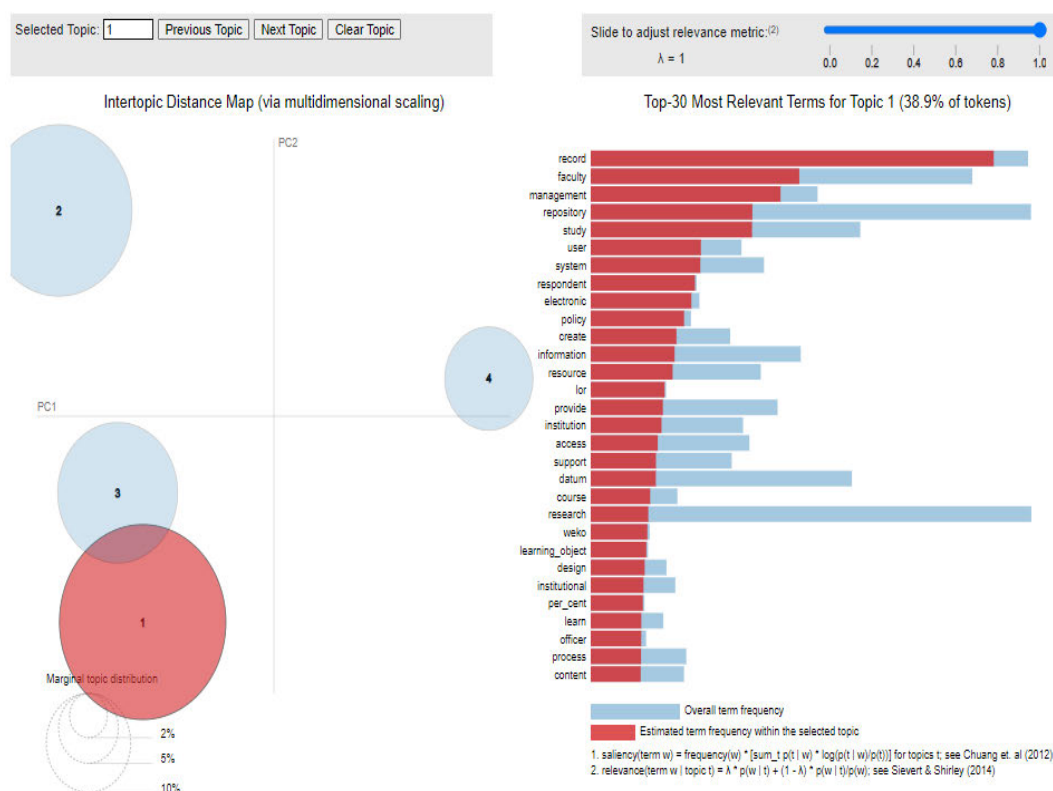 Selected Topic: 1 Previous Topic Next Topic Clear Topic
Slide to adjust relevance metric:(2)
λ = 1
0.0 0.2 0.4 0.6 0.8 1.0
Intertopic Distance Map (via multidimensional scaling)
PC2
PC1
2
4
3
1
Marginal topic distribution
2%
5%
10%
Top-30 Most Relevant Terms for Topic 1 (38.9% of tokens)
record
faculty
management
repository
study
user
system
respondent
electronic
policy
create
information
resource
lor
provide
institution
access
support
datum
course
research
weko
learning_object
design
institutional
per_cent
learn
officer
process
content
Overall term frequency
Estimated term frequency within the selected topic
1. saliency(term w) = frequency(w) * [sum_t p(t | w) * log(p(t | w)/p(t))] for topics t; see Chuang et. al (2012)
2. relevance(term w | topic t) = λ * p(w | t) + (1 - λ) * p(w | t)/p(w); see Sievert & Shirley (2014)